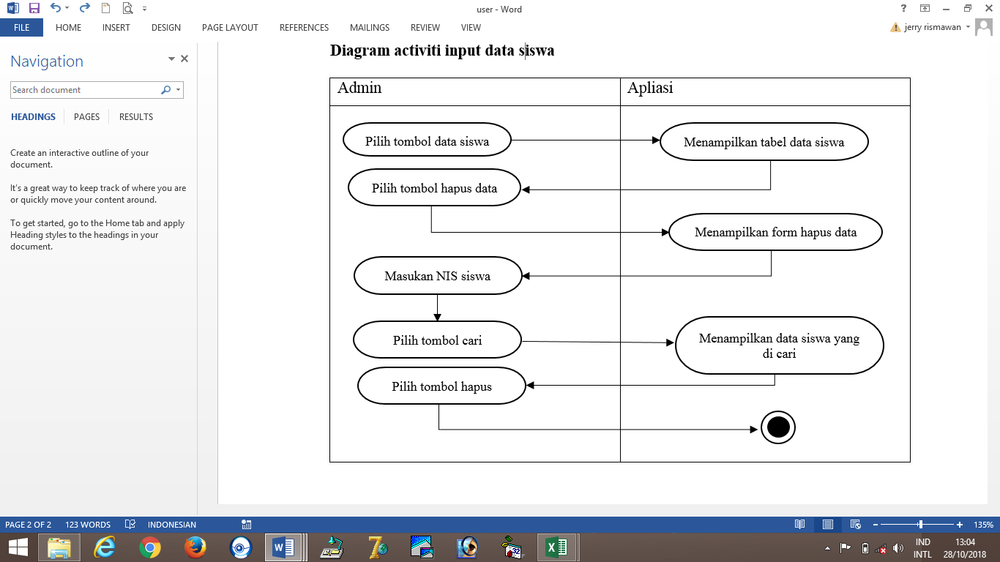 user - Word
?
FILE
HOME
INSERT
DESIGN
PAGE LAYOUT
REFERENCES
MAILINGS
REVIEW
VIEW
jerry rismawan
Navigation
Search document
HEADINGS
PAGES
RESULTS
Create an interactive outline of your
document.
It's a great way to keep track of where you are
or quickly move your content around.
To get started, go to the Home tab and apply
Heading styles to the headings in your
document.
Diagram activiti input data siswa
Admin
Apliasi
Pilih tombol data siswa
Menampilkan tabel data siswa
Pilih tombol hapus data
Menampilkan form hapus data
Masukan NIS siswa
Pilih tombol cari
Menampilkan data siswa yang
di cari
Pilih tombol hapus
PAGE 2 OF 2
123 WORDS
INDONESIAN
135%
32
IND
INTL
13:04
28/10/2018